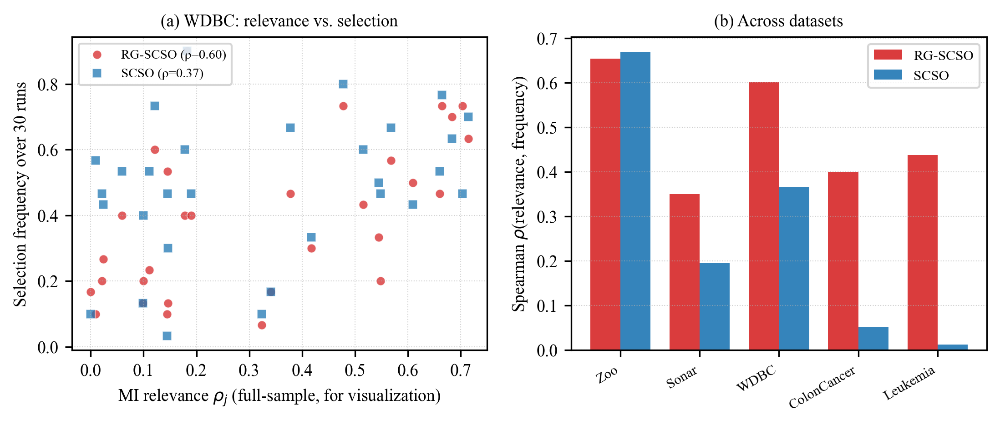 (a) WDBC: relevance vs. selection
RG-SCSO (ρ=0.60)
SCSO (ρ=0.37)
Selection frequency over 30 runs
0.8
0.6
0.4
0.2
0.0
0.0 0.1 0.2 0.3 0.4 0.5 0.6 0.7
MI relevance ρj (full-sample, for visualization)
(b) Across datasets
RG-SCSO
SCSO
Spearman ρ(relevance, frequency)
0.7
0.6
0.5
0.4
0.3
0.2
0.1
0.0
Zoo
Sonar
WDBC
ColonCancer
Leukemia